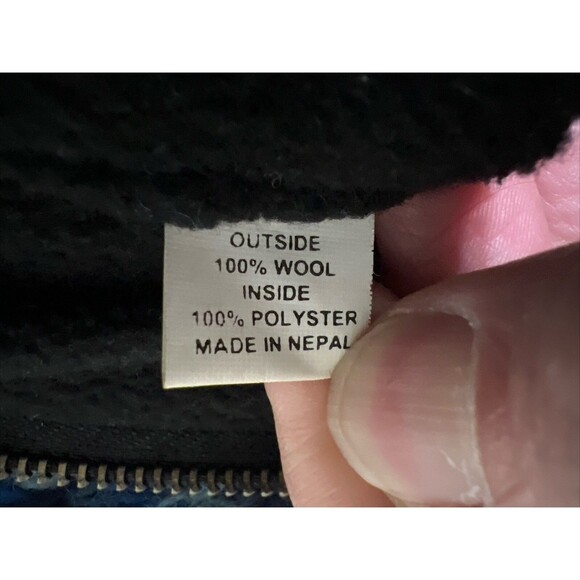 OUTSIDE
100% WOOL
INSIDE
100% POLYSTER
MADE IN NEPAL